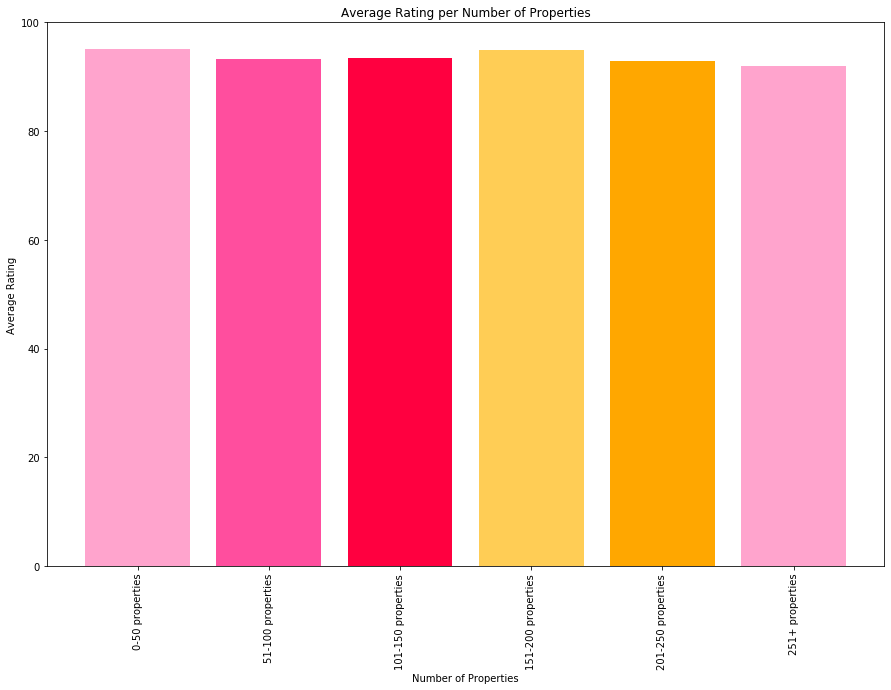 Average Rating per Number of Properties
100
80
60
40
20
0
Average Rating
0-50 properties
51-100 properties
101-150 properties
151-200 properties
201-250 properties
251+ properties
Number of Properties